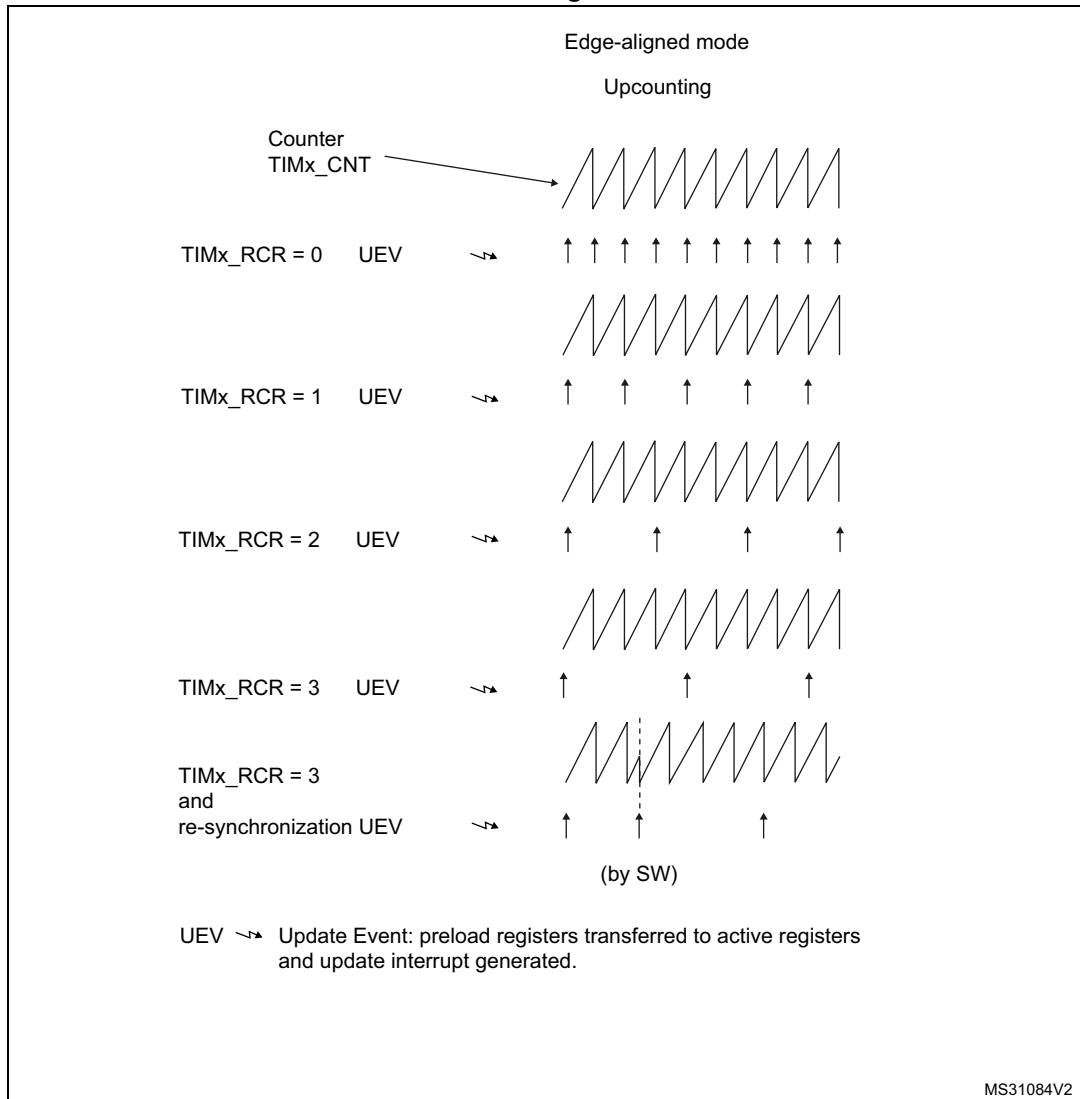 Edge-aligned mode
Upcounting
Counter
TIMx_CNT
TIMx_RCR = 0 UEV
TIMx_RCR = 1 UEV
TIMx_RCR = 2 UEV
TIMx_RCR = 3 UEV
TIMx_RCR = 3
and
re-synchronization UEV
(by SW)
UEV Update Event: preload registers transferred to active registers
and update interrupt generated.
MS31084V2